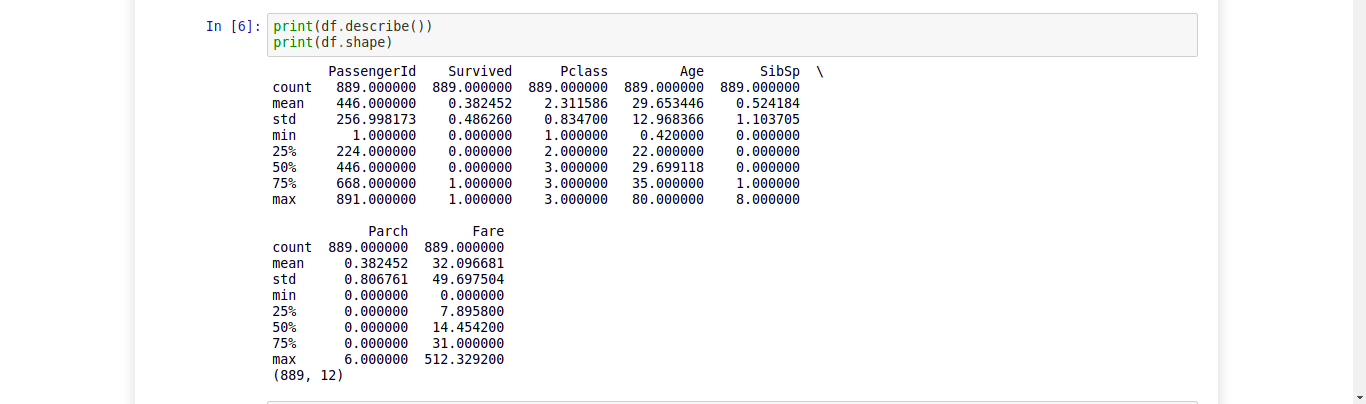 In [6]: print(df.describe())
print(df.shape)
PassengerId Survived Pclass Age SibSp \
count 889.000000 889.000000 889.000000 889.000000 889.000000
mean 446.000000 0.382452 2.311586 29.653446 0.524184
std 256.998173 0.486260 0.834700 12.968366 1.103705
min 1.000000 0.000000 1.000000 0.420000 0.000000
25% 224.000000 0.000000 2.000000 22.000000 0.000000
50% 446.000000 0.000000 3.000000 29.699118 0.000000
75% 668.000000 1.000000 3.000000 35.000000 1.000000
max 891.000000 1.000000 3.000000 80.000000 8.000000
Parch Fare
count 889.000000 889.000000
mean 0.382452 32.096681
std 0.806761 49.697504
min 0.000000 0.000000
25% 0.000000 7.895800
50% 0.000000 14.454200
75% 0.000000 31.000000
max 6.000000 512.329200
(889, 12)